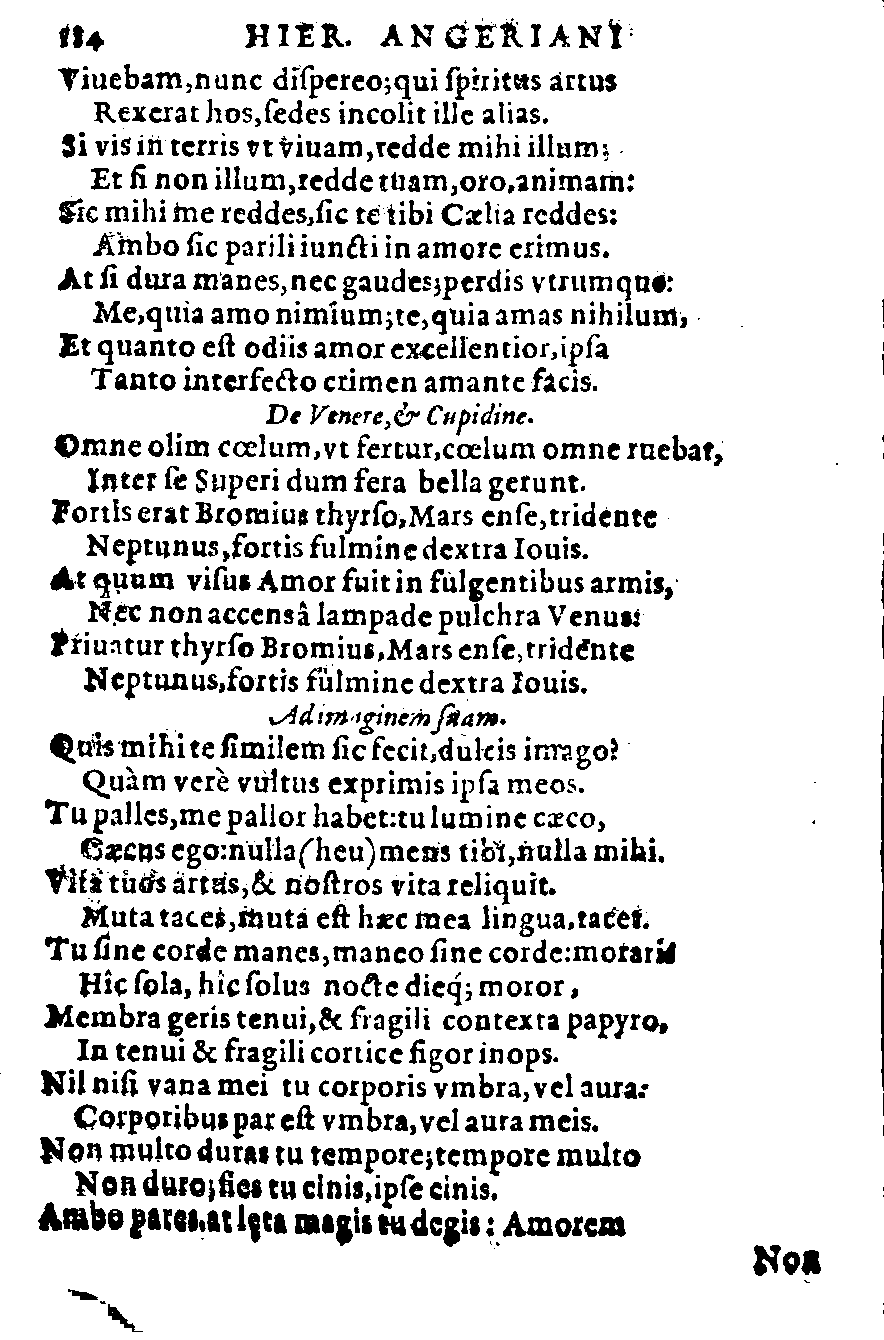 184 HIER. ANGERIANI
Viuebam,nunc diſpereo;qui ſpiritus artus
Rexerat hos,ſedes incolit ille alias.
Si vis in terris vt viuam,redde mihi illum;
Et ſi non illum,redde tuam,oro,animam:
Sic mihi me reddes,ſic te tibi Cælia reddes:
Ambo ſic parili iuncti in amore erimus.
At ſi dura manes,nec gaudes;perdis vtrumque:
Me,quia amo nimium;te,quia amas nihilum,
Et quanto eſt odiis amor excellentior,ipſa
Tanto interfecto crimen amante facis.
De Venere,& Cupidine.
Omne olim cœlum,vt fertur,cœlum omne ruebat,
Inter ſe Superi dum fera bella gerunt.
Fortis erat Bromius thyrſo,Mars enſe,tridente
Neptunus,fortis fulmine dextra Iouis.
At quum viſus Amor fuit in fulgentibus armis,
Nec non accensâ lampade pulchra Venus:
Priuatur thyrſo Bromius,Mars enſe,tridente
Neptunus,fortis fulmine dextra Iouis.
Ad imaginem ſuam.
Quis mihi te ſimilem ſic fecit,dulcis imago?
Quàm verè vultus exprimis ipſa meos.
Tu palles,me pallor habet:tu lumine cæco,
Cæcus ego:nulla(heu)mens tibi,nulla mihi.
Vita tuos artus,& noſtros vita reliquit.
Muta taces,muta eſt hæc mea lingua,tacet.
Tu ſine corde manes,maneo ſine corde:moraris
Hîc ſola, hîc ſolus nocte dieq́; moror,
Membra geris tenui,& fragili contexta papyro,
In tenui & fragili cortice figor inops.
Nil niſi vana mei tu corporis vmbra,vel aura:
Corporibus par eſt vmbra,vel aura meis.
Non multo duras tu tempore;tempore multo
Non duro;fies tu cinis,ipſe cinis.
Ambo pares,at lęta magis tu degis: Amorem
Non